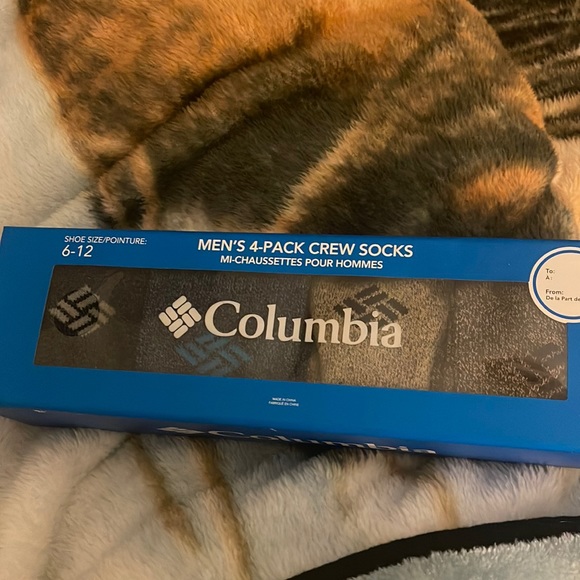 SHOE SIZE/POINTURE:
6-12
MEN'S 4-PACK CREW SOCKS
MI-CHAUSSETTES POUR HOMMES
To:
A:
From:
De la Part de
Columbia
MADE IN CHINA
FABRIQUÉ EN CHINE
Columbia